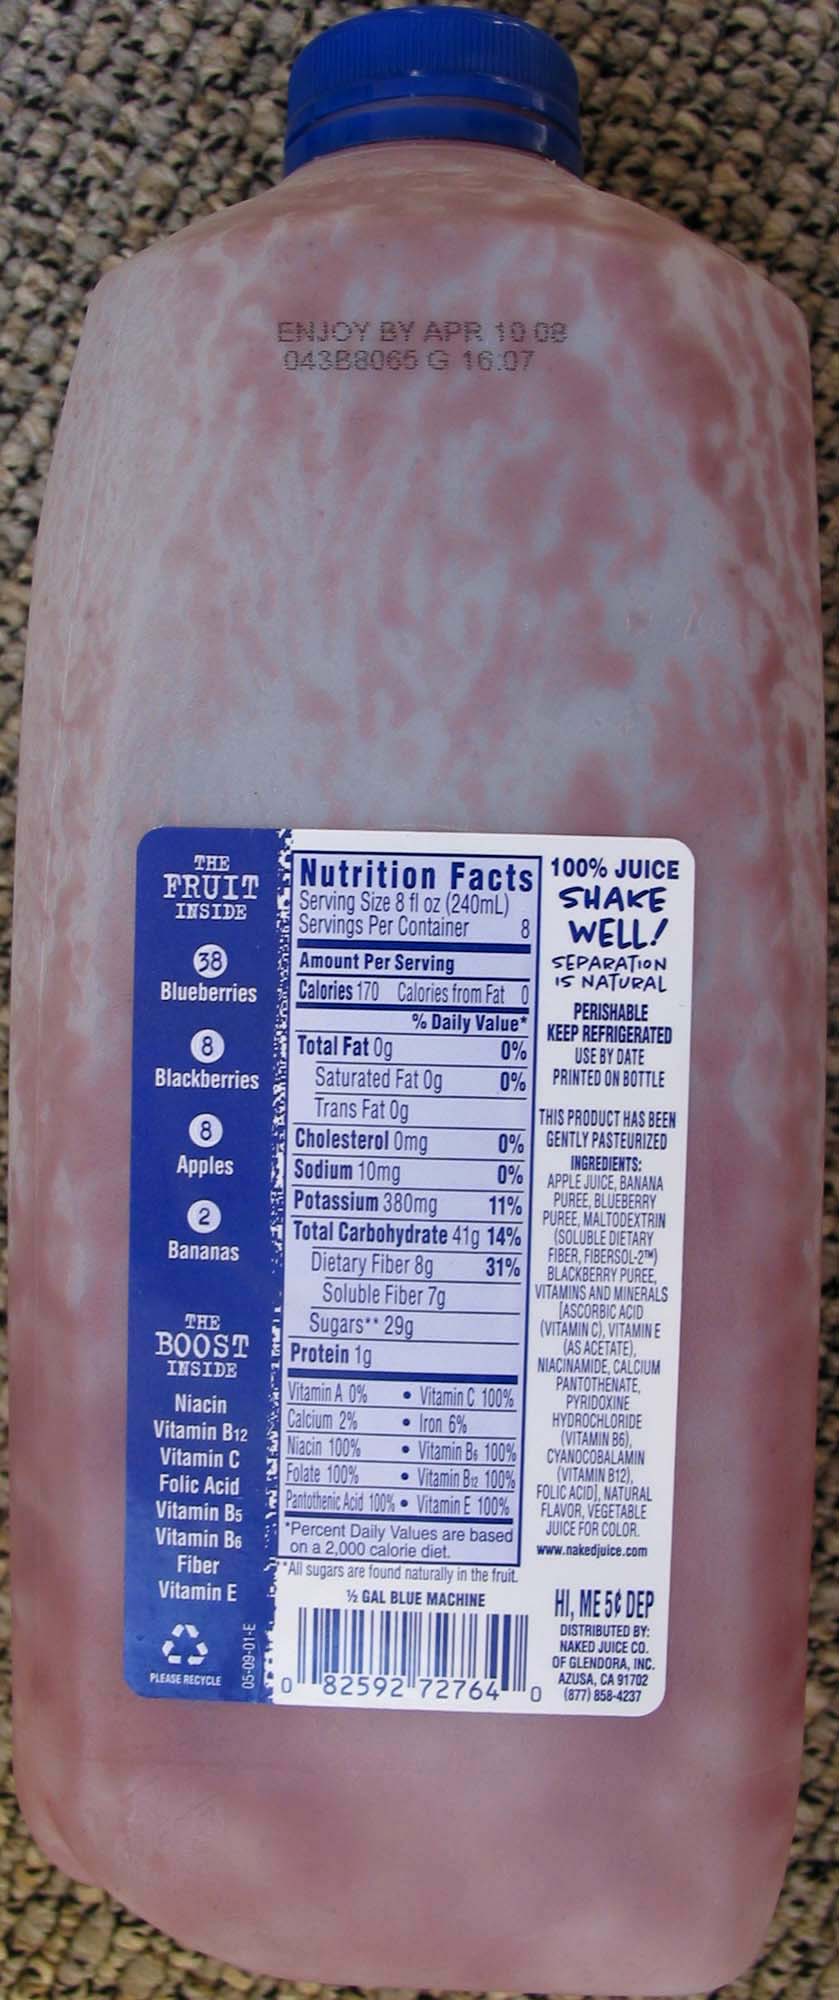 ENJOY BY APR 10 08
043B8065 G 16:07
THE
FRUIT
INSIDE
38
Blueberries
8
Blackberries
8
Apples
2
Bananas
THE
BOOST
INSIDE
Niacin
Vitamin B12
Vitamin C
Folic Acid
Vitamin B5
Vitamin B6
Fiber
Vitamin E
PLEASE RECYCLE
05-09-01-E
Nutrition Facts
Serving Size 8 fl oz (240mL)
Servings Per Container 8
Amount Per Serving
Calories 170 Calories from Fat 0
% Daily Value*
Total Fat 0g 0%
Saturated Fat 0g 0%
Trans Fat 0g
Cholesterol 0mg 0%
Sodium 10mg 0%
Potassium 380mg 11%
Total Carbohydrate 41g 14%
Dietary Fiber 8g 31%
Soluble Fiber 7g
Sugars** 29g
Protein 1g
Vitamin A 0% • Vitamin C 100%
Calcium 2% • Iron 6%
Niacin 100% • Vitamin B6 100%
Folate 100% • Vitamin B12 100%
Pantothenic Acid 100% • Vitamin E 100%
*Percent Daily Values are based
on a 2,000 calorie diet.
**All sugars are found naturally in the fruit.
½ GAL BLUE MACHINE
0 82592 72764 0
100% JUICE
SHAKE
WELL!
SEPARATION
IS NATURAL
PERISHABLE
KEEP REFRIGERATED
USE BY DATE
PRINTED ON BOTTLE
THIS PRODUCT HAS BEEN
GENTLY PASTEURIZED
INGREDIENTS:
APPLE JUICE, BANANA
PUREE, BLUEBERRY
PUREE, MALTODEXTRIN
(SOLUBLE DIETARY
FIBER, FIBERSOL-2™)
BLACKBERRY PUREE,
VITAMINS AND MINERALS
[ASCORBIC ACID
(VITAMIN C), VITAMIN E
(AS ACETATE),
NIACINAMIDE, CALCIUM
PANTOTHENATE,
PYRIDOXINE
HYDROCHLORIDE
(VITAMIN B6),
CYANOCOBALAMIN
(VITAMIN B12),
FOLIC ACID], NATURAL
FLAVOR, VEGETABLE
JUICE FOR COLOR.
www.nakedjuice.com
HI, ME 5¢ DEP
DISTRIBUTED BY:
NAKED JUICE CO.
OF GLENDORA, INC.
AZUSA, CA 91702
(877) 858-4237